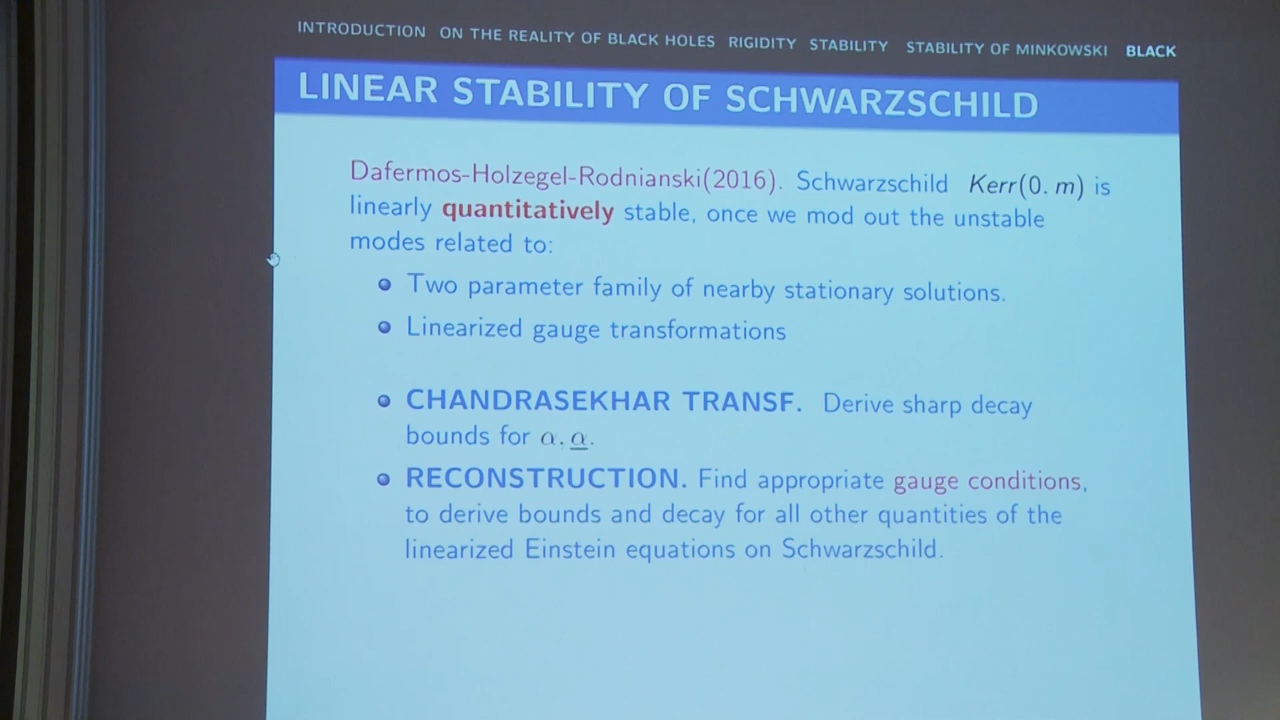 INTRODUCTION ON THE REALITY OF BLACK HOLES RIGIDITY STABILITY STABILITY OF MINKOWSKI BLACK
LINEAR STABILITY OF SCHWARZSCHILD
Dafermos-Holzegel-Rodnianski(2016). Schwarzschild Kerr(0, m) is
linearly quantitatively stable, once we mod out the unstable
modes related to:
Two parameter family of nearby stationary solutions.
Linearized gauge transformations
CHANDRASEKHAR TRANSF. Derive sharp decay
bounds for α, α̲.
RECONSTRUCTION. Find appropriate gauge conditions,
to derive bounds and decay for all other quantities of the
linearized Einstein equations on Schwarzschild.